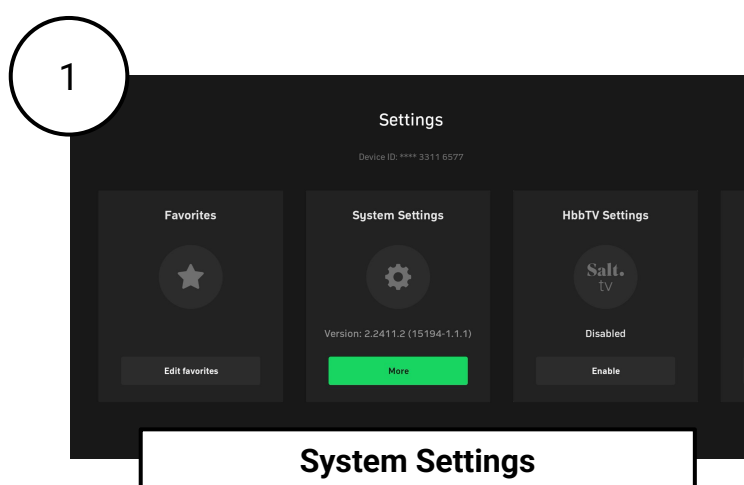 1
Settings
Device ID: **** 3311 6577
Favorites
Edit favorites
System Settings
Version: 2.2411.2 (15194-1.1.1)
More
HbbTV Settings
Salt.
tv
Disabled
Enable
System Settings